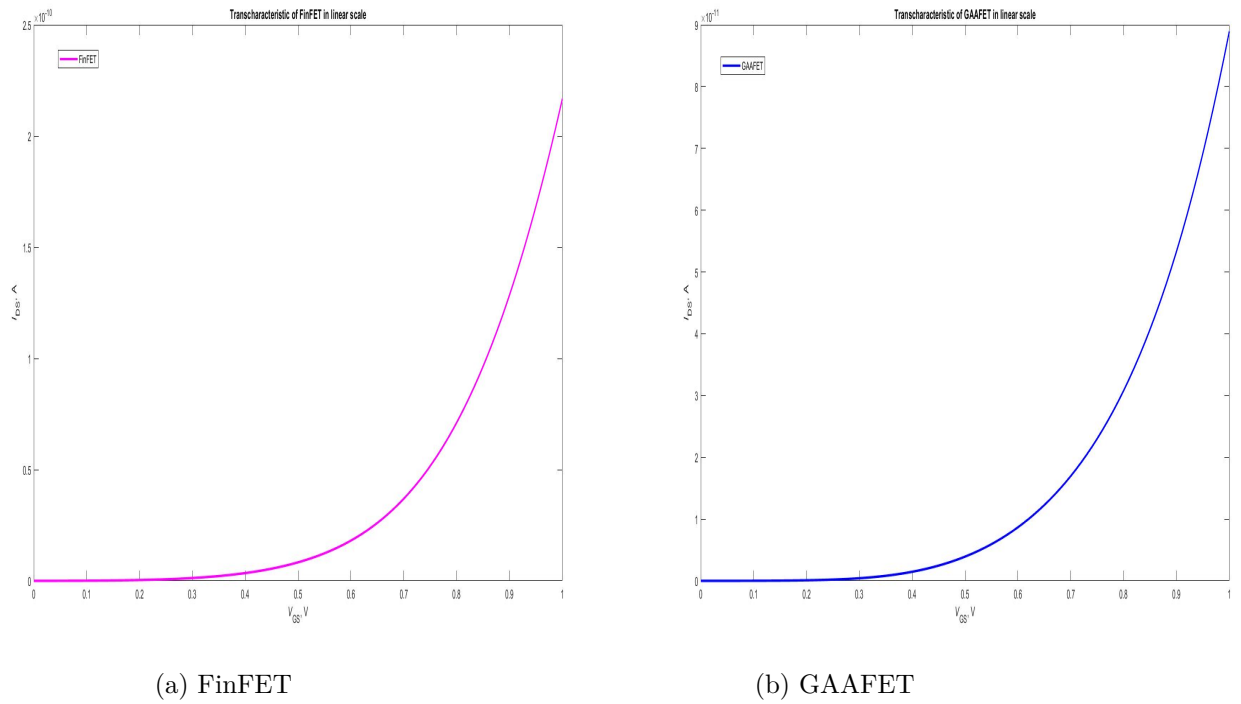 Transcharacteristic of FinFET in linear scale
×10⁻¹⁰
2.5
2
1.5
1
0.5
0
FinFET
I_DS, A
0 0.1 0.2 0.3 0.4 0.5 0.6 0.7 0.8 0.9 1
V_GS, V
(a) FinFET
Transcharacteristic of GAAFET in linear scale
×10⁻¹¹
9
8
7
6
5
4
3
2
1
0
GAAFET
I_DS, A
0 0.1 0.2 0.3 0.4 0.5 0.6 0.7 0.8 0.9 1
V_GS, V
(b) GAAFET